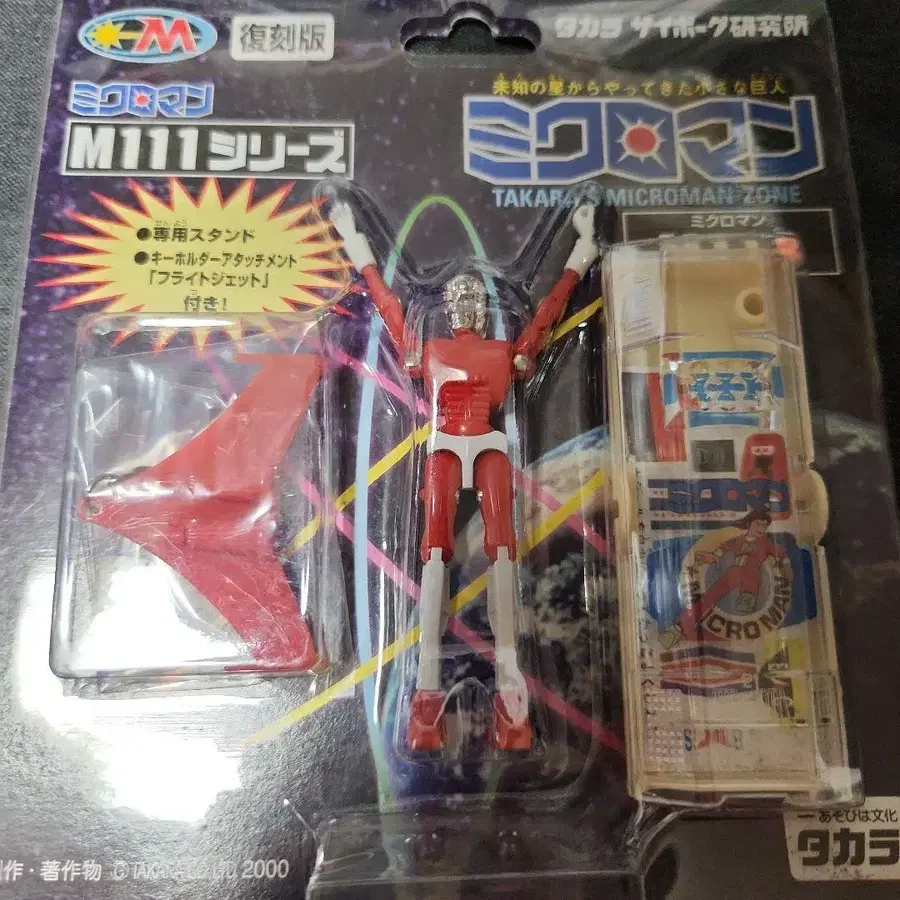 M
復刻版
タカラ サイボーグ研究所
未知の星からやってきた小さな巨人
ミクロマン
TAKARA'S MICROMAN ZONE
ミクロマン
ミクロマン
M111シリーズ
せんよう
●専用スタンド
●キーホルダーアタッチメント
「フライトジェット」
付き!
ミクロマン
MICROMAN
あそびは文化
タカラ
作・著作物 © TAKARA CO., LTD. 2000